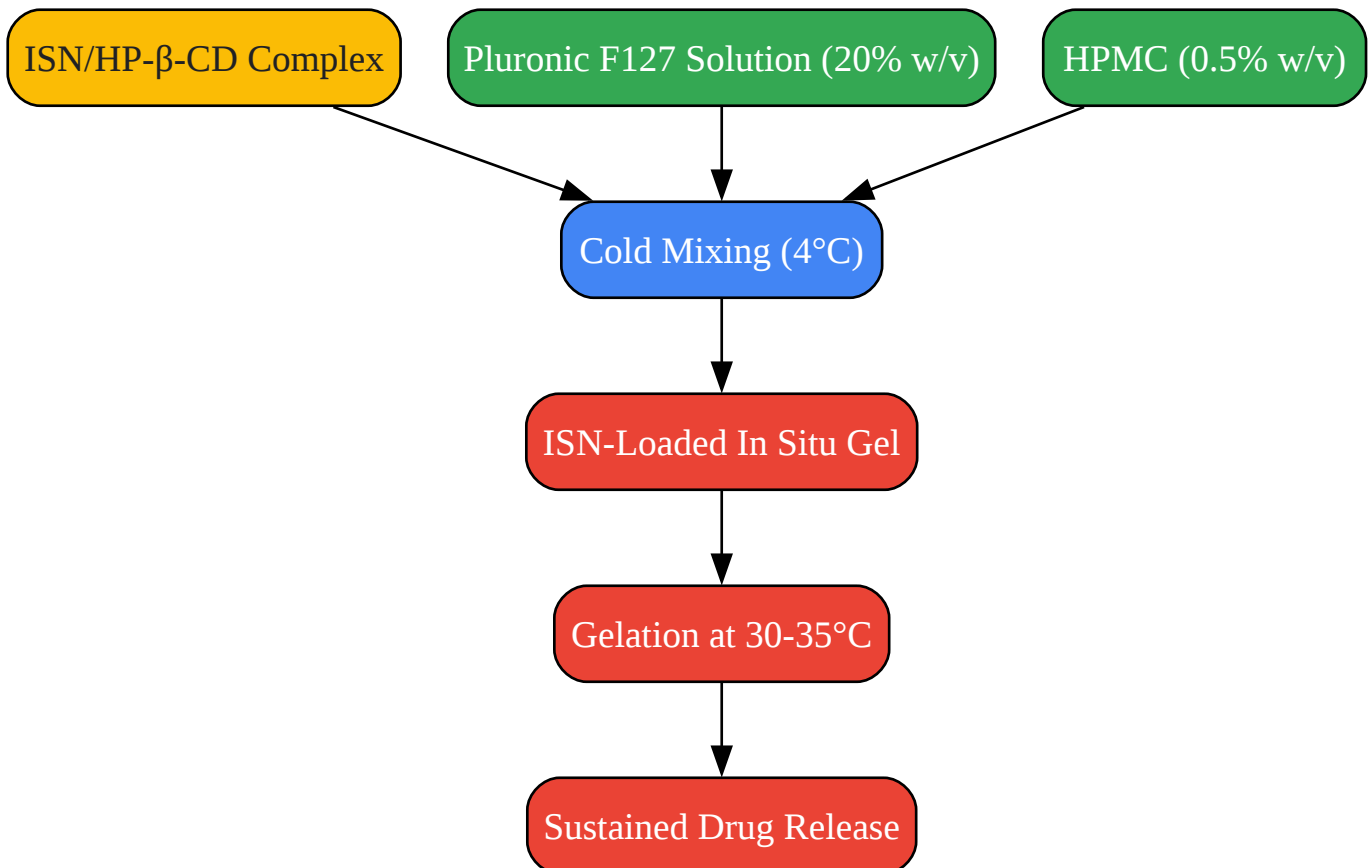 ISN/HP-β-CD Complex
Pluronic F127 Solution (20% w/v)
HPMC (0.5% w/v)
Cold Mixing (4°C)
ISN-Loaded In Situ Gel
Gelation at 30-35°C
Sustained Drug Release